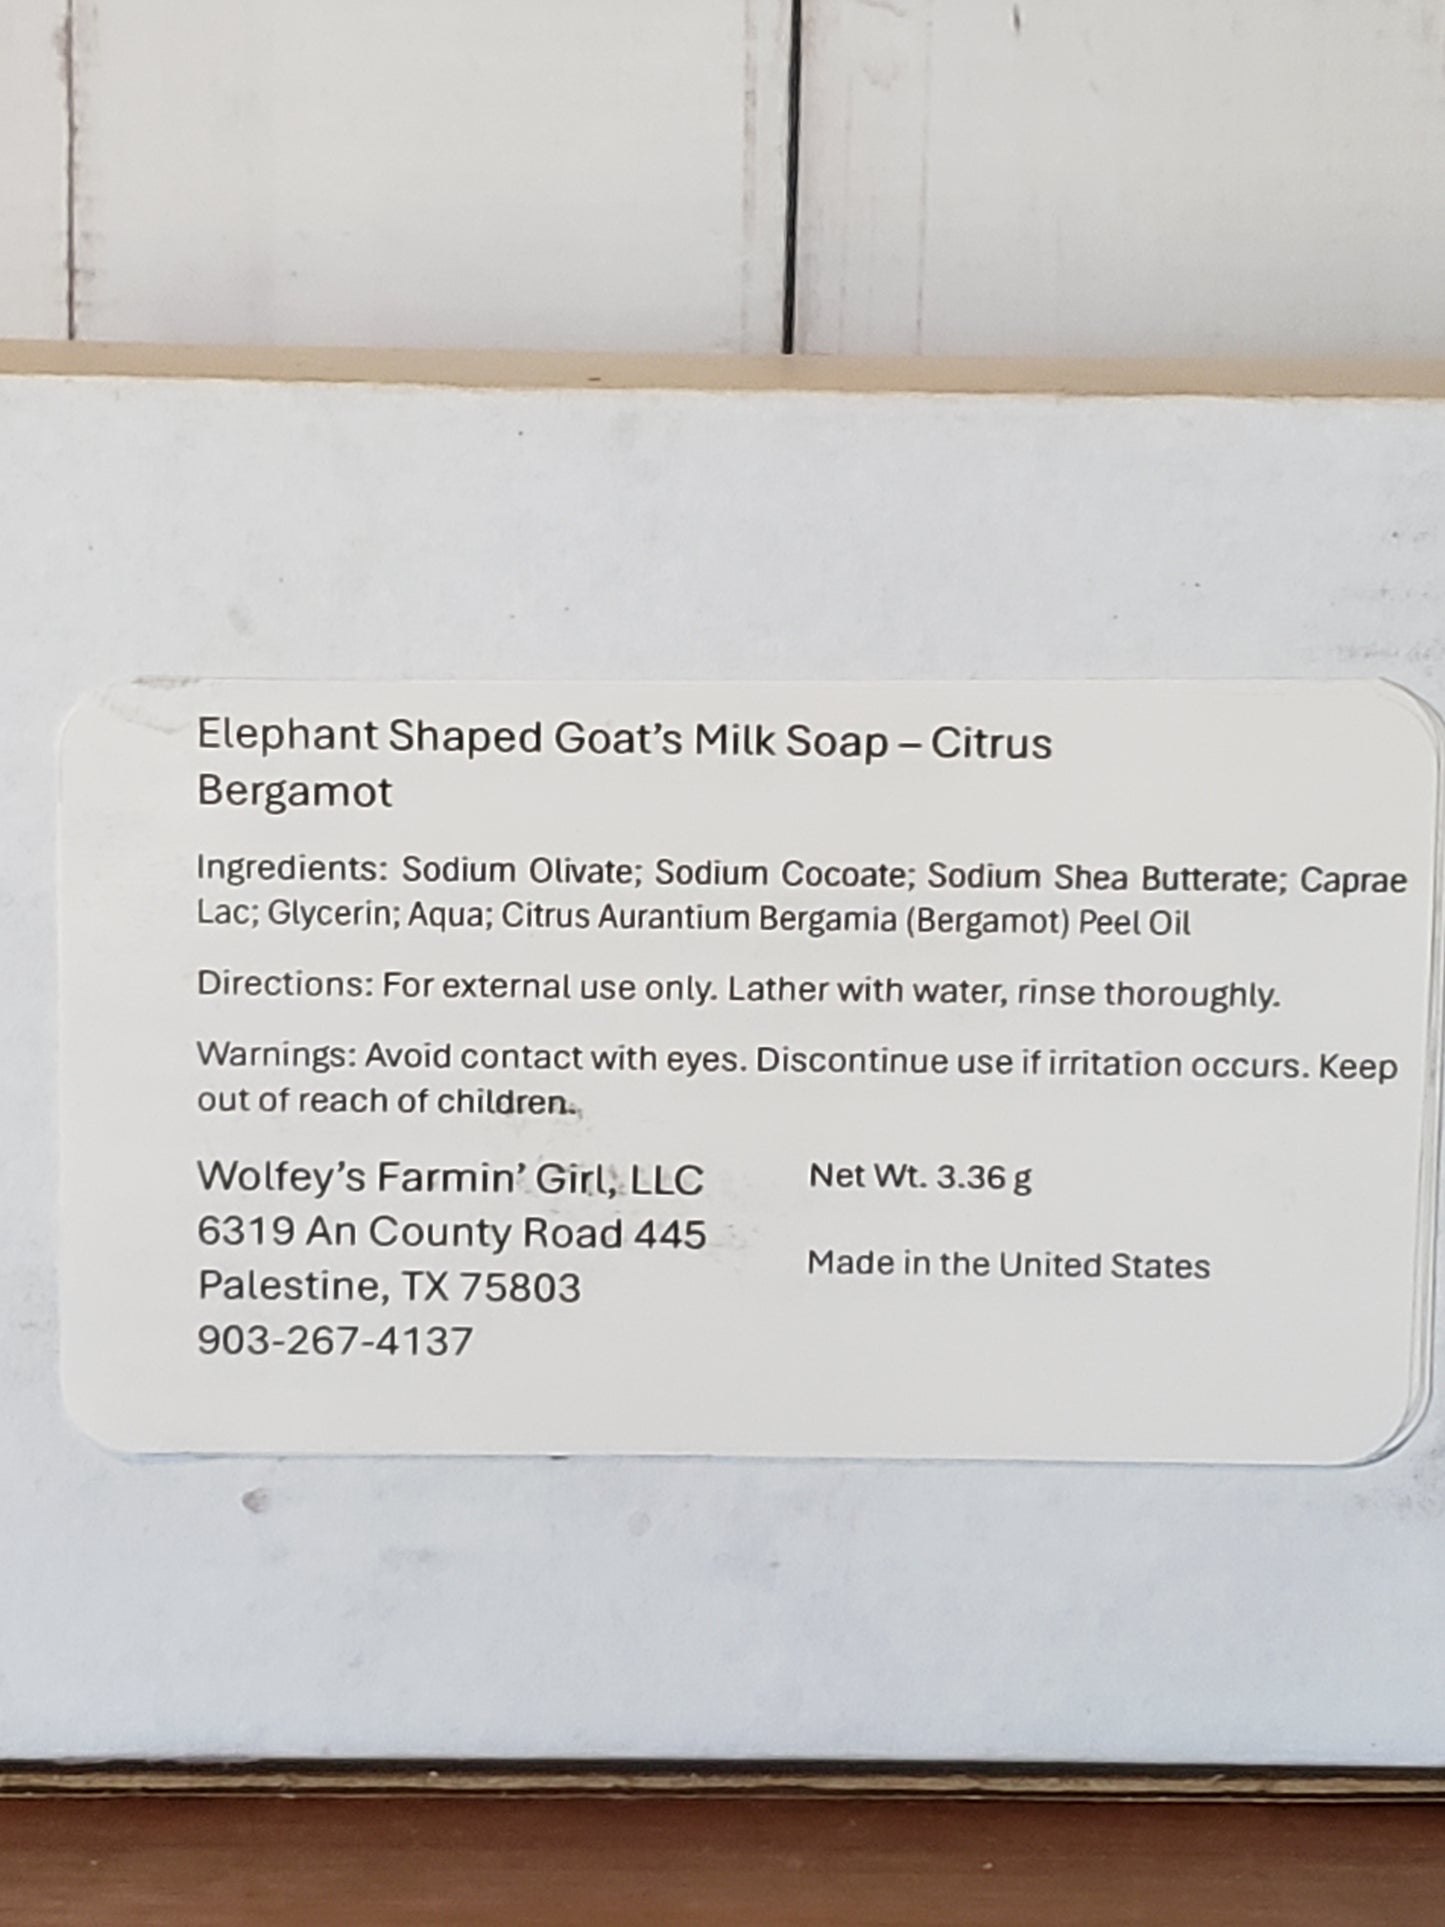 Elephant Shaped Goat’s Milk Soap – Citrus
Bergamot
Ingredients: Sodium Olivate; Sodium Cocoate; Sodium Shea Butterate; Caprae
Lac; Glycerin; Aqua; Citrus Aurantium Bergamia (Bergamot) Peel Oil
Directions: For external use only. Lather with water, rinse thoroughly.
Warnings: Avoid contact with eyes. Discontinue use if irritation occurs. Keep
out of reach of children.
Wolfey’s Farmin’ Girl, LLC
6319 An County Road 445
Palestine, TX 75803
903-267-4137
Net Wt. 3.36 g
Made in the United States